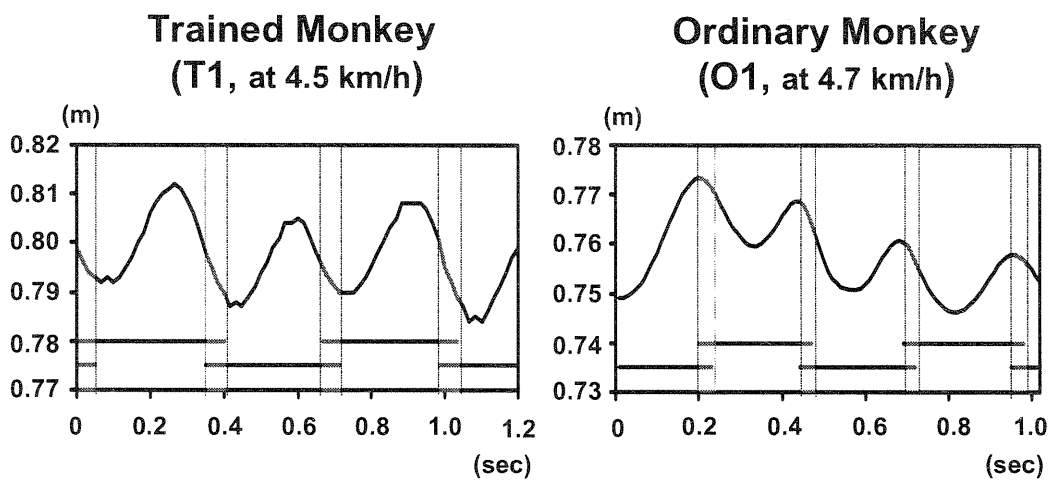 Trained Monkey
(T1, at 4.5 km/h)
(m)
0.82
0.81
0.80
0.79
0.78
0.77
0 0.2 0.4 0.6 0.8 1.0 1.2
(sec)
Ordinary Monkey
(O1, at 4.7 km/h)
(m)
0.78
0.77
0.76
0.75
0.74
0.73
0 0.2 0.4 0.6 0.8 1.0
(sec)